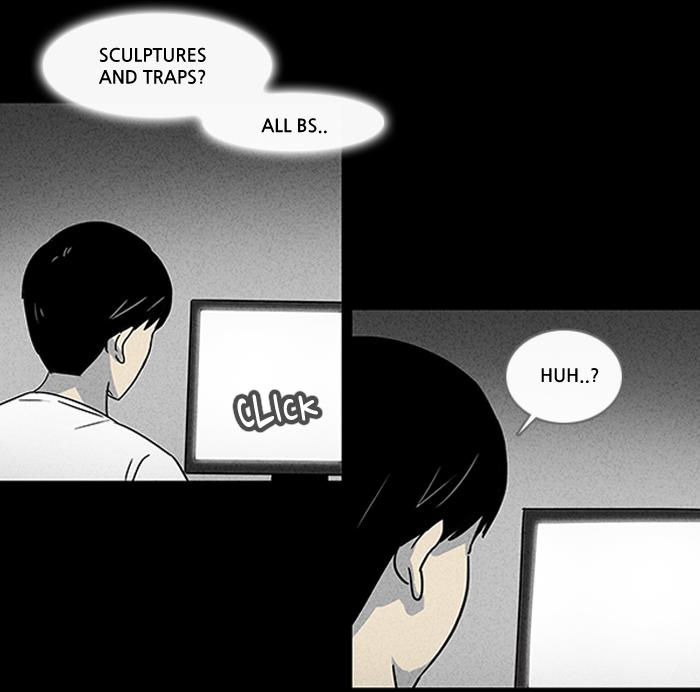 SCULPTURES
AND TRAPS?
ALL BS..
CLICK
HUH..?